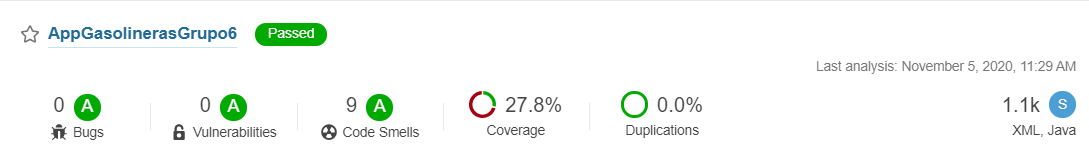 AppGasolinerasGrupo6 Passed
Last analysis: November 5, 2020, 11:29 AM
0 A 0 A 9 A 27.8% 0.0% 1.1k S
Bugs Vulnerabilities Code Smells Coverage Duplications XML, Java